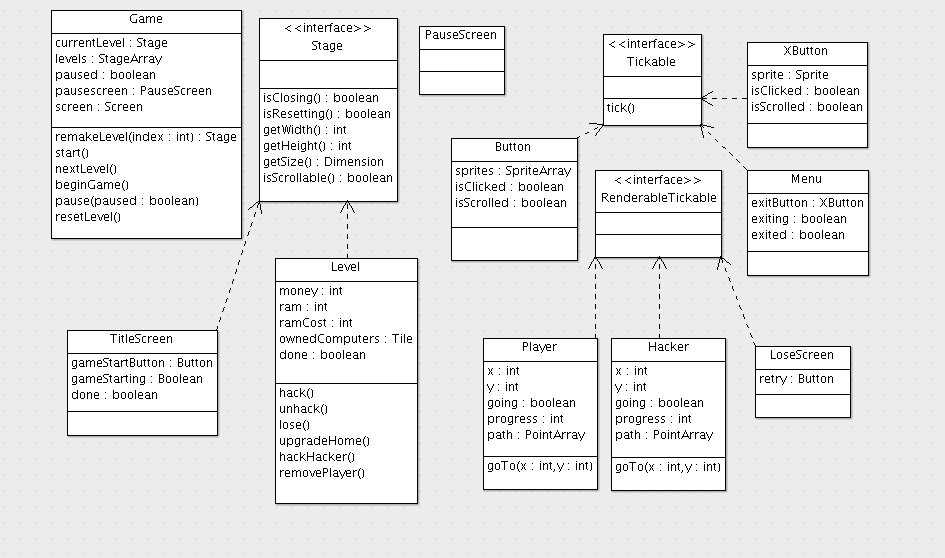 Game
currentLevel : Stage
levels : StageArray
paused : boolean
pausescreen : PauseScreen
screen : Screen
remakeLevel(index : int) : Stage
start()
nextLevel()
beginGame()
pause(paused : boolean)
resetLevel()
<<interface>>
Stage
isClosing() : boolean
isResetting() : boolean
getWidth() : int
getHeight() : int
getSize() : Dimension
isScrollable() : boolean
PauseScreen
<<interface>>
Tickable
tick()
XButton
sprite : Sprite
isClicked : boolean
isScrolled : boolean
Button
sprites : SpriteArray
isClicked : boolean
isScrolled : boolean
<<interface>>
RenderableTickable
Menu
exitButton : XButton
exiting : boolean
exited : boolean
TitleScreen
gameStartButton : Button
gameStarting : Boolean
done : boolean
Level
money : int
ram : int
ramCost : int
ownedComputers : Tile
done : boolean
hack()
unhack()
lose()
upgradeHome()
hackHacker()
removePlayer()
Player
x : int
y : int
going : boolean
progress : int
path : PointArray
goTo(x : int,y : int)
Hacker
x : int
y : int
going : boolean
progress : int
path : PointArray
goTo(x : int,y : int)
LoseScreen
retry : Button